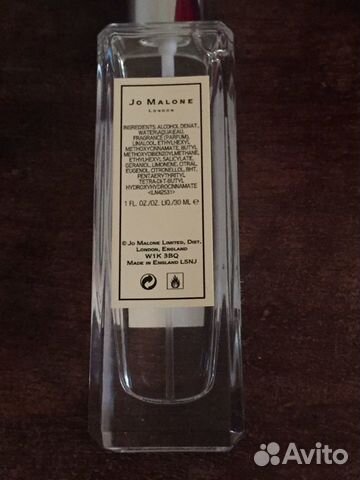 JO MALONE
LONDON
INGREDIENTS: ALCOHOL DENAT.,
WATER\AQUA\EAU,
FRAGRANCE (PARFUM),
LINALOOL, ETHYLHEXYL
METHOXYCINNAMATE, BUTYL
METHOXYDIBENZOYLMETHANE,
ETHYLHEXYL SALICYLATE,
GERANIOL, LIMONENE, CITRAL,
EUGENOL, CITRONELLOL, BHT,
PENTAERYTHRITYL
TETRA-DI-T-BUTYL
HYDROXYHYDROCINNAMATE
<ILN42531>
1 FL. OZ./OZ. LIQ./30 ML ℮
© JO MALONE LIMITED, DIST.
LONDON, ENGLAND
W1K 3BQ
MADE IN ENGLAND L5NJ
Avito